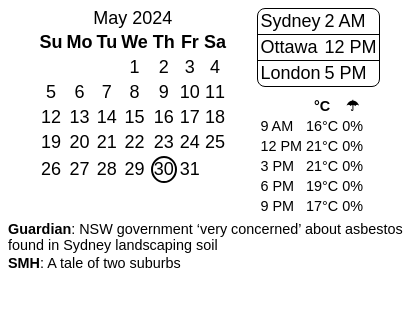 May 2024
Su Mo Tu We Th Fr Sa
1 2 3 4
5 6 7 8 9 10 11
12 13 14 15 16 17 18
19 20 21 22 23 24 25
26 27 28 29 30 31
Sydney 2 AM
Ottawa 12 PM
London 5 PM
°C ☂
9 AM 16°C 0%
12 PM 21°C 0%
3 PM 21°C 0%
6 PM 19°C 0%
9 PM 17°C 0%
Guardian: NSW government ‘very concerned’ about asbestos
found in Sydney landscaping soil
SMH: A tale of two suburbs